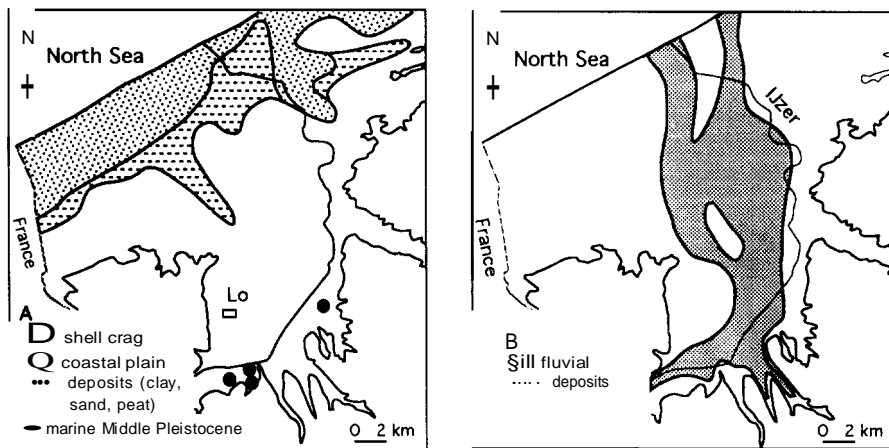 N
North Sea
France
Lo
A
D shell crag
Q coastal plain
••• deposits (clay,
sand, peat)
marine Middle Pleistocene
0 2 km
N
North Sea
IJzer
France
B
§ill fluvial
deposits
0 2 km